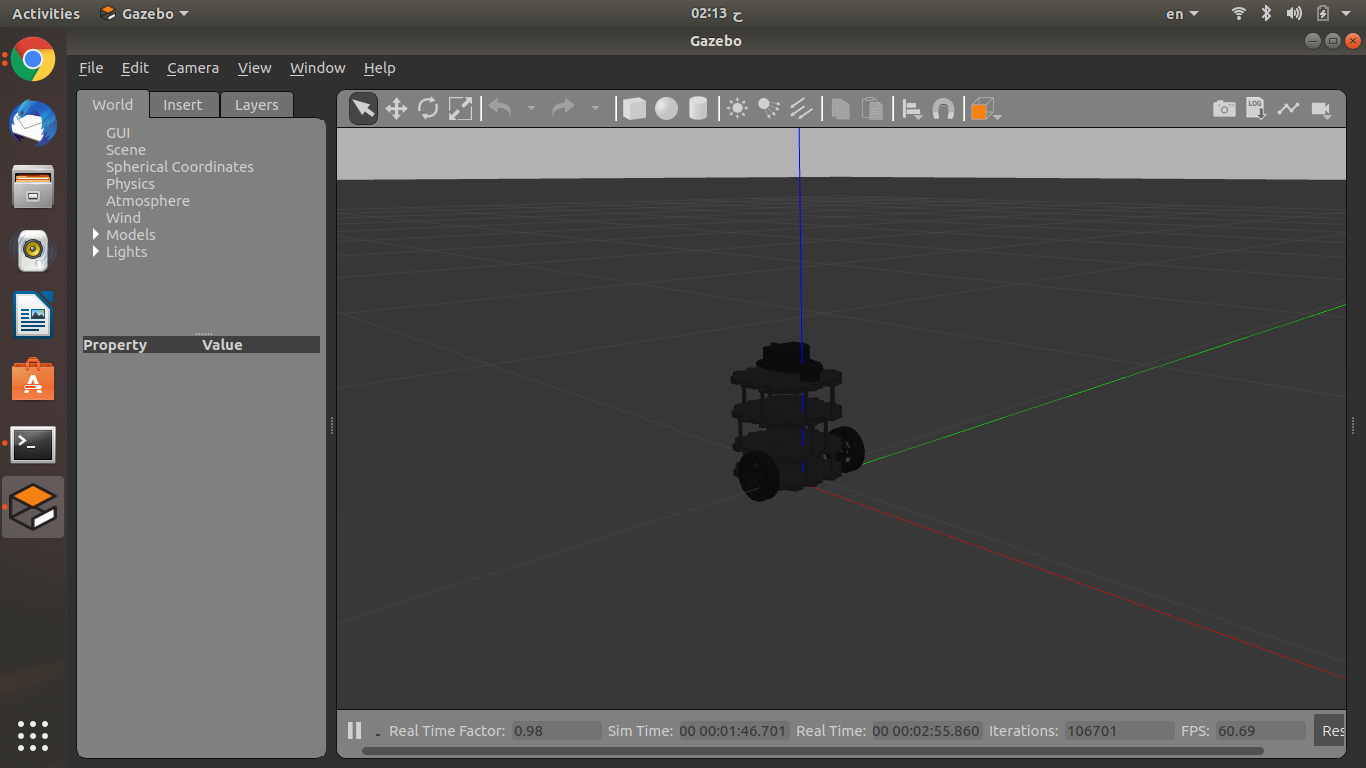 Activities Gazebo 02:13 ح en
Gazebo
File Edit Camera View Window Help
World Insert Layers
GUI
Scene
Spherical Coordinates
Physics
Atmosphere
Wind
Models
Lights
Property Value
LOG
Real Time Factor: 0.98 Sim Time: 00 00:01:46.701 Real Time: 00 00:02:55.860 Iterations: 106701 FPS: 60.69 Res